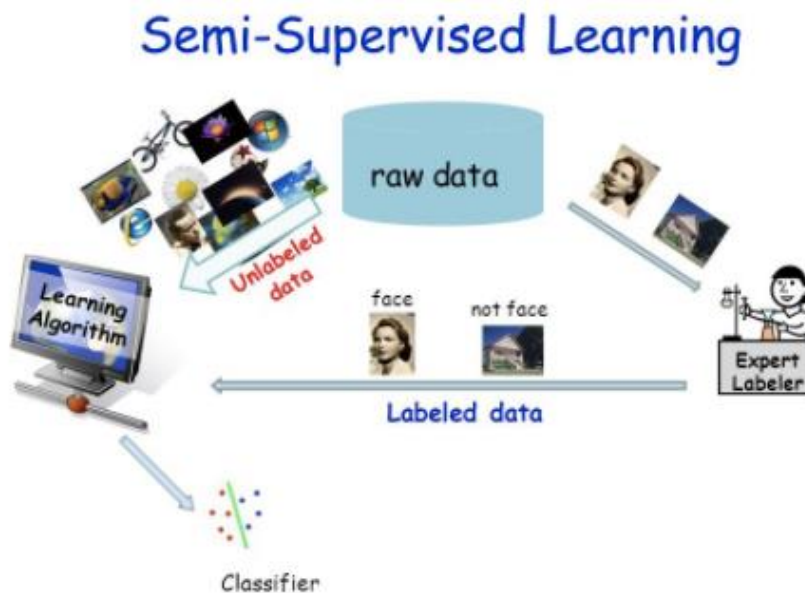 Semi-Supervised Learning
raw data
Unlabeled
data
Learning
Algorithm
face
not face
Expert
Labeler
Labeled data
Classifier